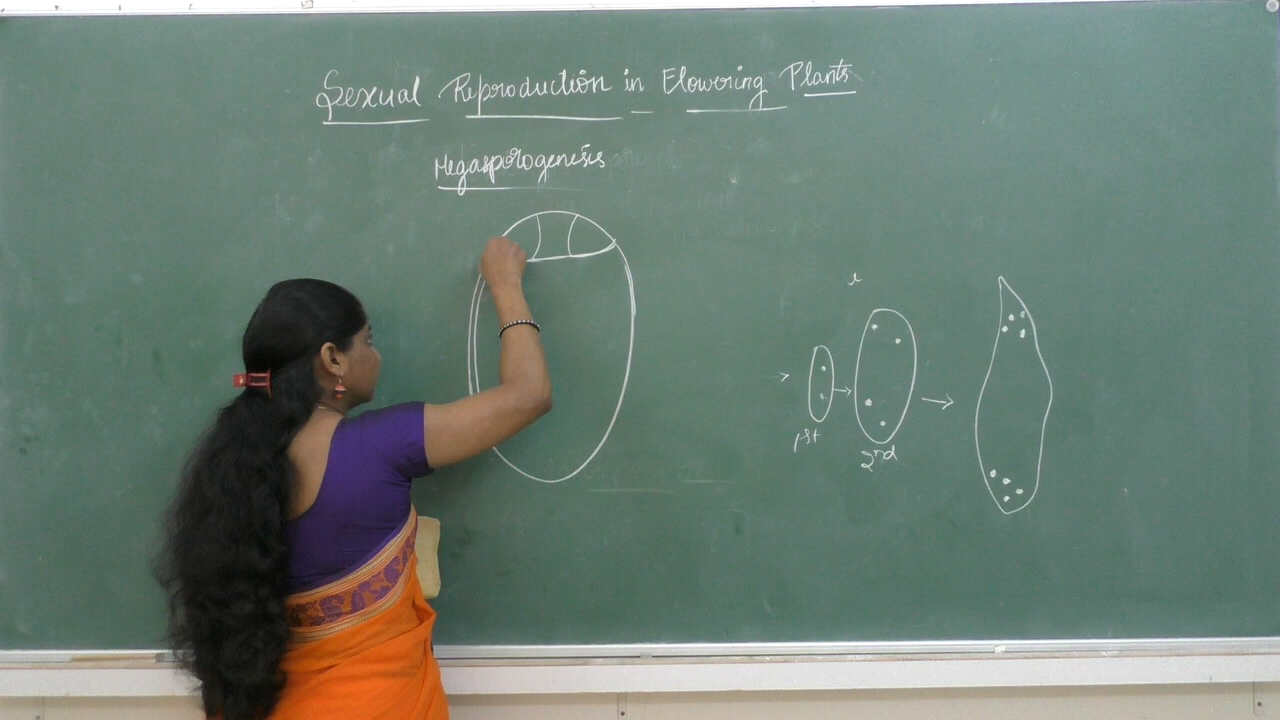 Sexual Reproduction in Flowering Plants
Megasporogenesis
1st
2nd